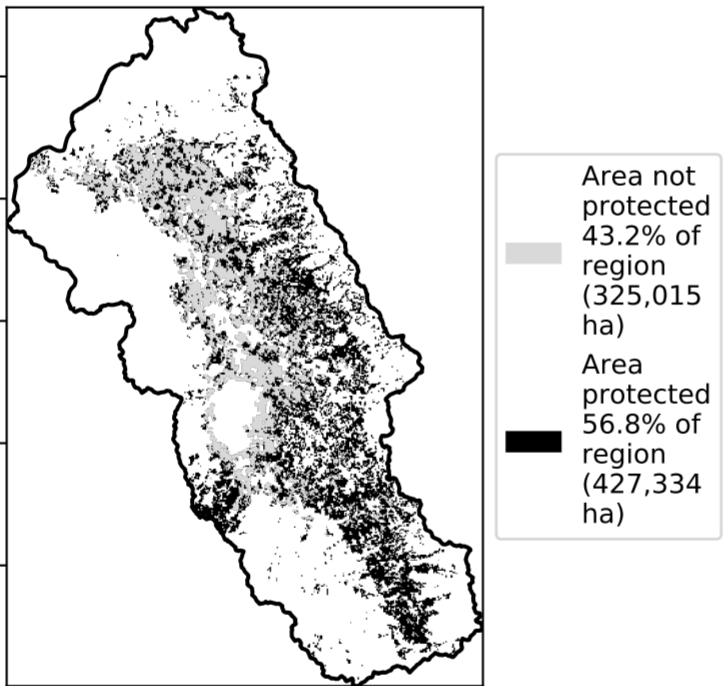 Area not
protected
43.2% of
region
(325,015
ha)
Area
protected
56.8% of
region
(427,334
ha)